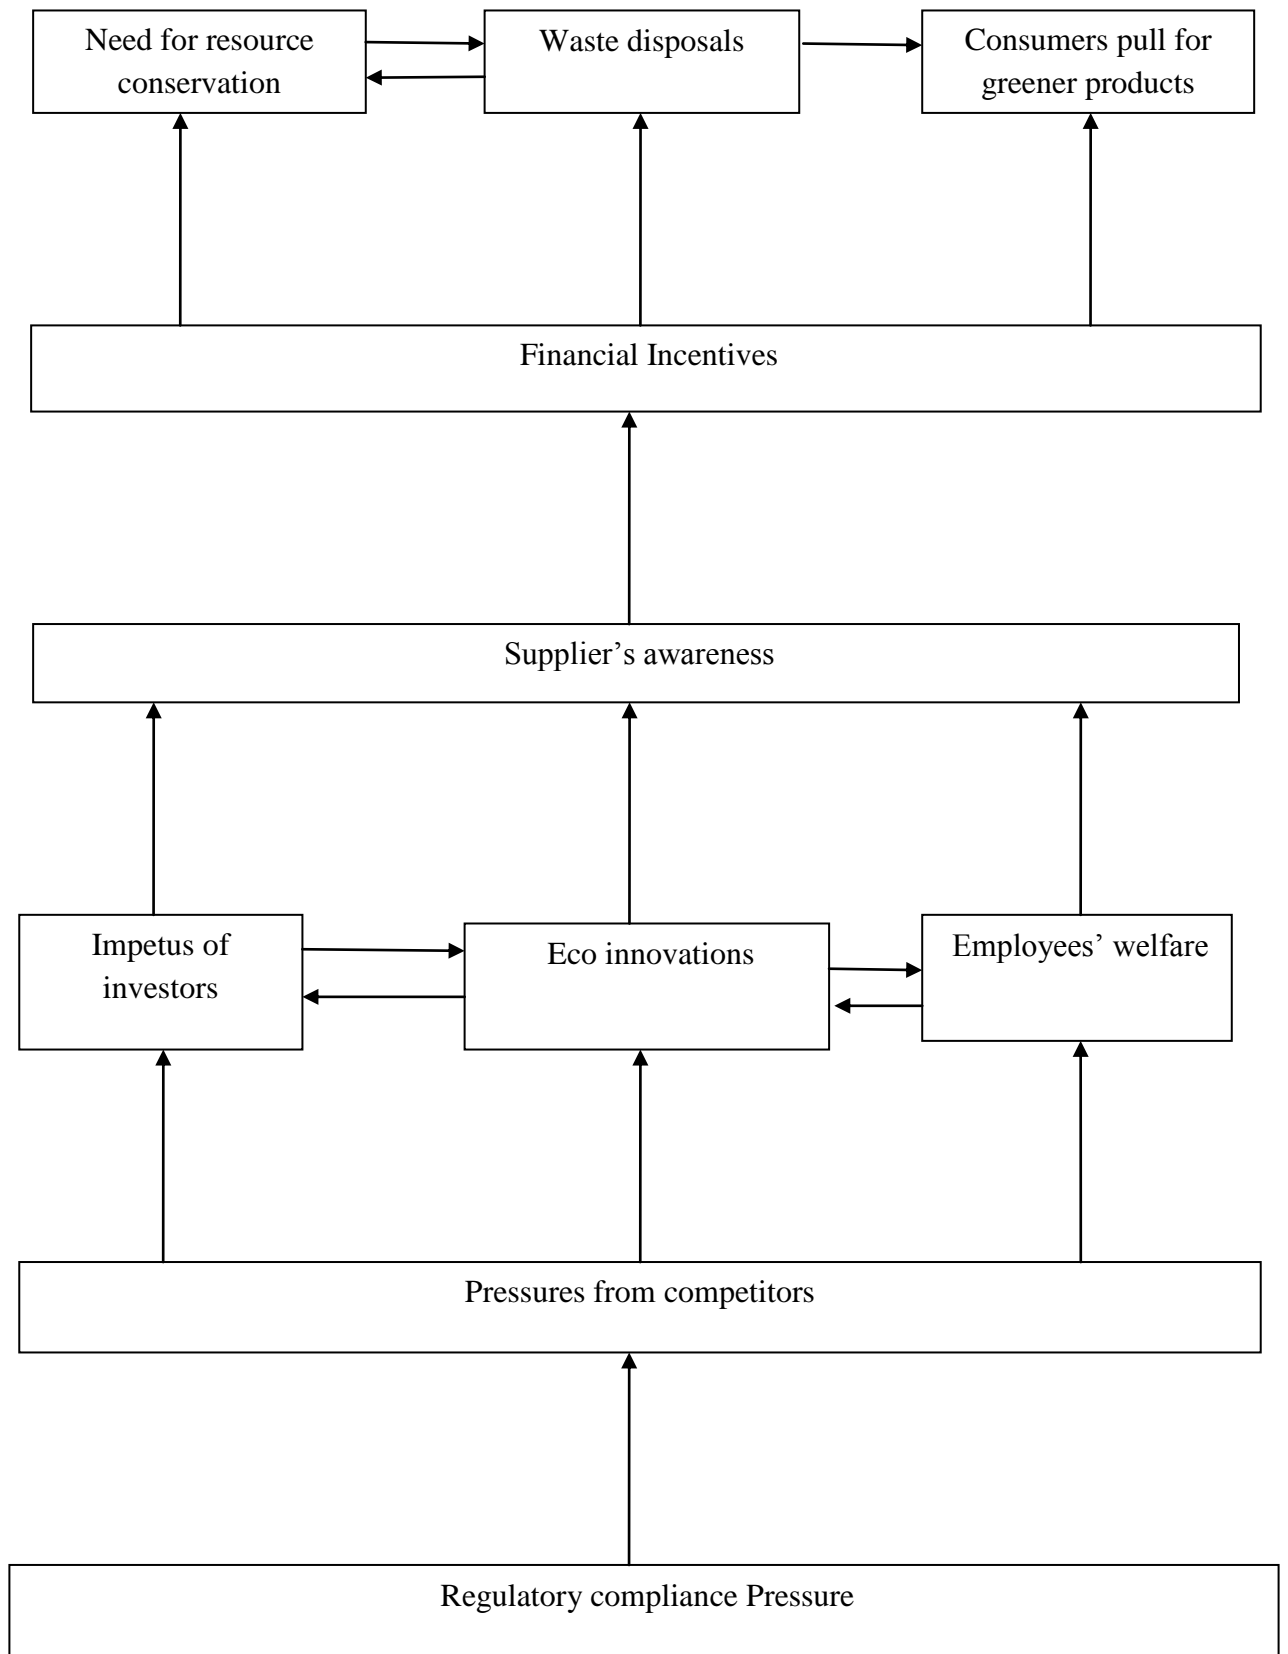 Need for resource
conservation
Waste disposals
Consumers pull for
greener products
Financial Incentives
Supplier’s awareness
Impetus of
investors
Eco innovations
Employees’ welfare
Pressures from competitors
Regulatory compliance Pressure